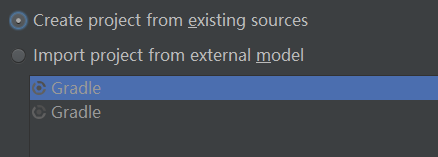 Create project from existing sources
Import project from external model
Gradle
Gradle